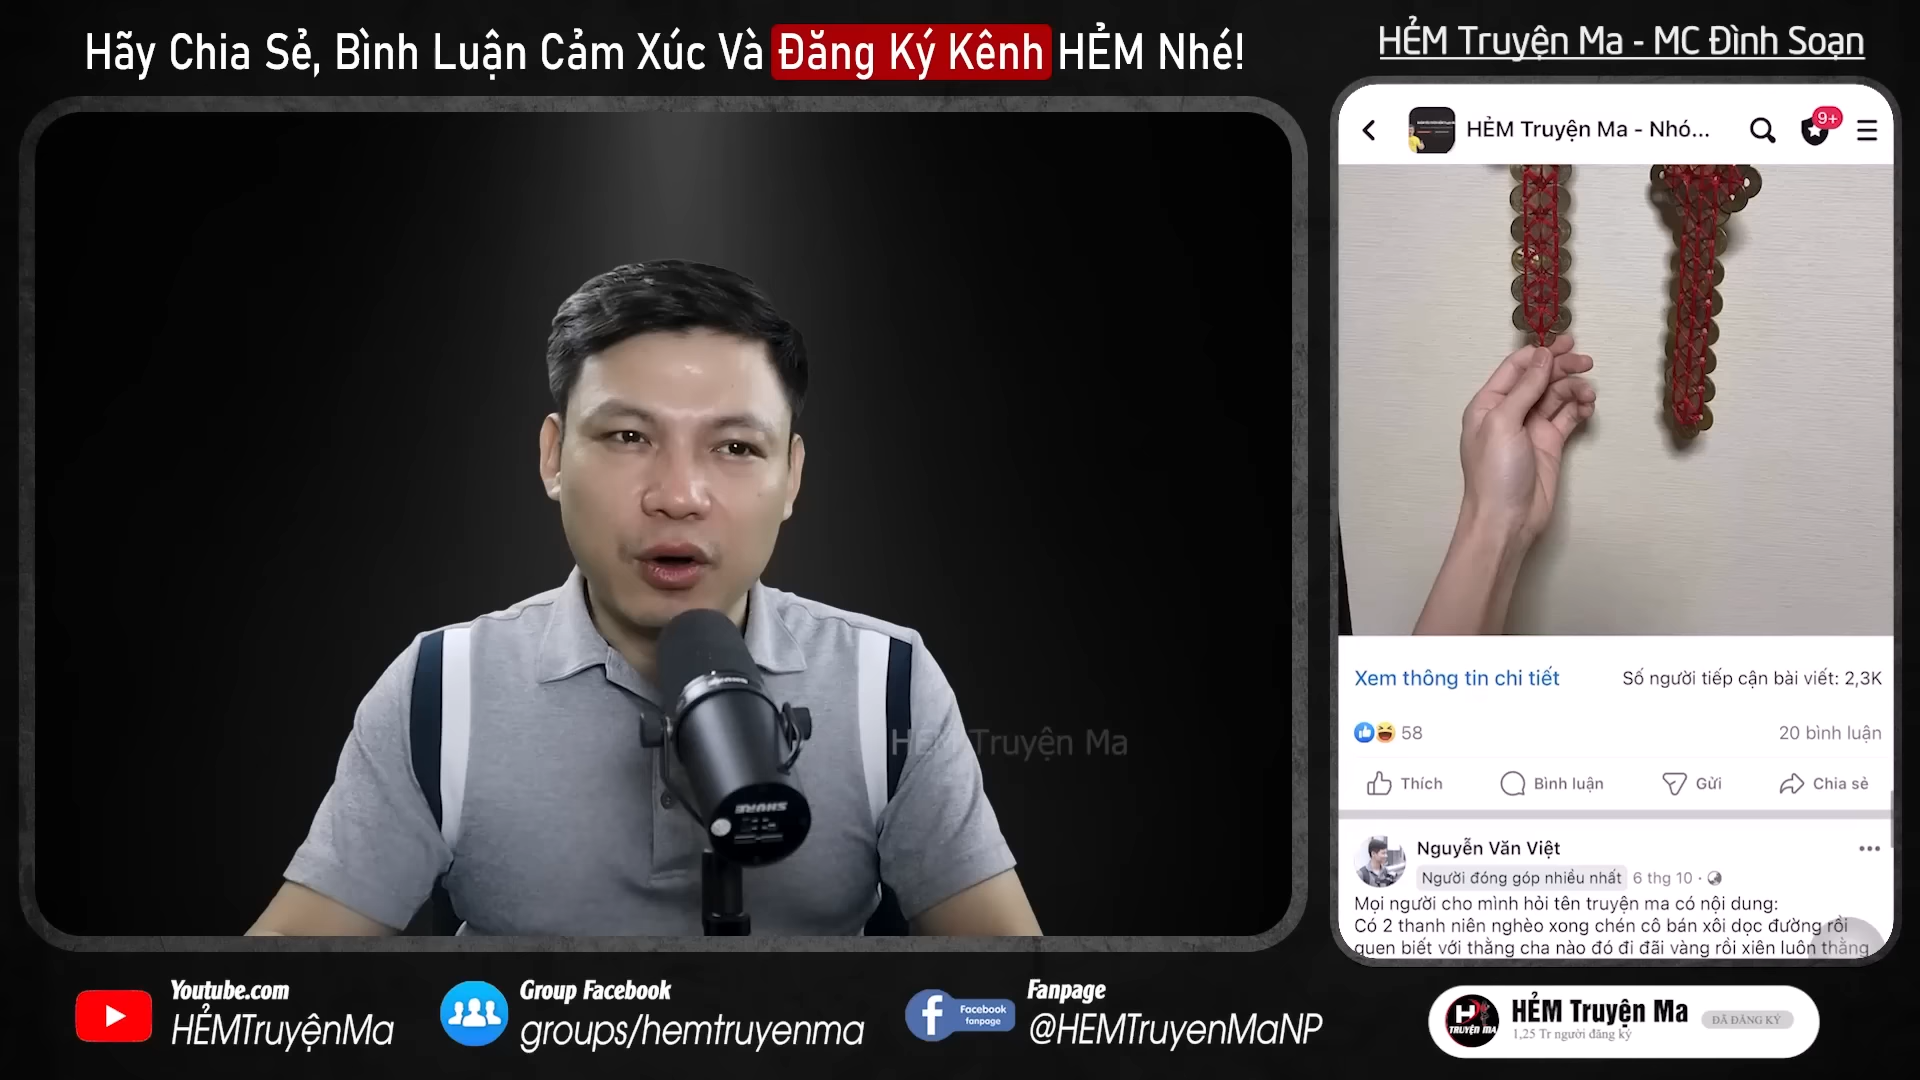 Hãy Chia Sẻ, Bình Luận Cảm Xúc Và Đăng Ký Kênh HẺM Nhé!
HẺM Truyện Ma - MC Đình Soạn
HẺM Truyện Ma - Nhó...
9+
Xem thông tin chi tiết
Số người tiếp cận bài viết: 2,3K
58
20 bình luận
Thích
Bình luận
Gửi
Chia sẻ
Nguyễn Văn Việt
Người đóng góp nhiều nhất 6 thg 10 ·
Mọi người cho mình hỏi tên truyện ma có nội dung:
Có 2 thanh niên nghèo xong chén cô bán xôi dọc đường rồi
quen biết với thằng cha nào đó đi đãi vàng rồi xiên luôn thằng
HẺM Truyện Ma
SHURE
SHURE
Youtube.com
HẺMTruyệnMa
Group Facebook
groups/hemtruyenma
Facebook
fanpage
Fanpage
@HEMTruyenMaNP
H
TRUYỆN MA
HẺM Truyện Ma
1,25 Tr người đăng ký
ĐÃ ĐĂNG KÝ